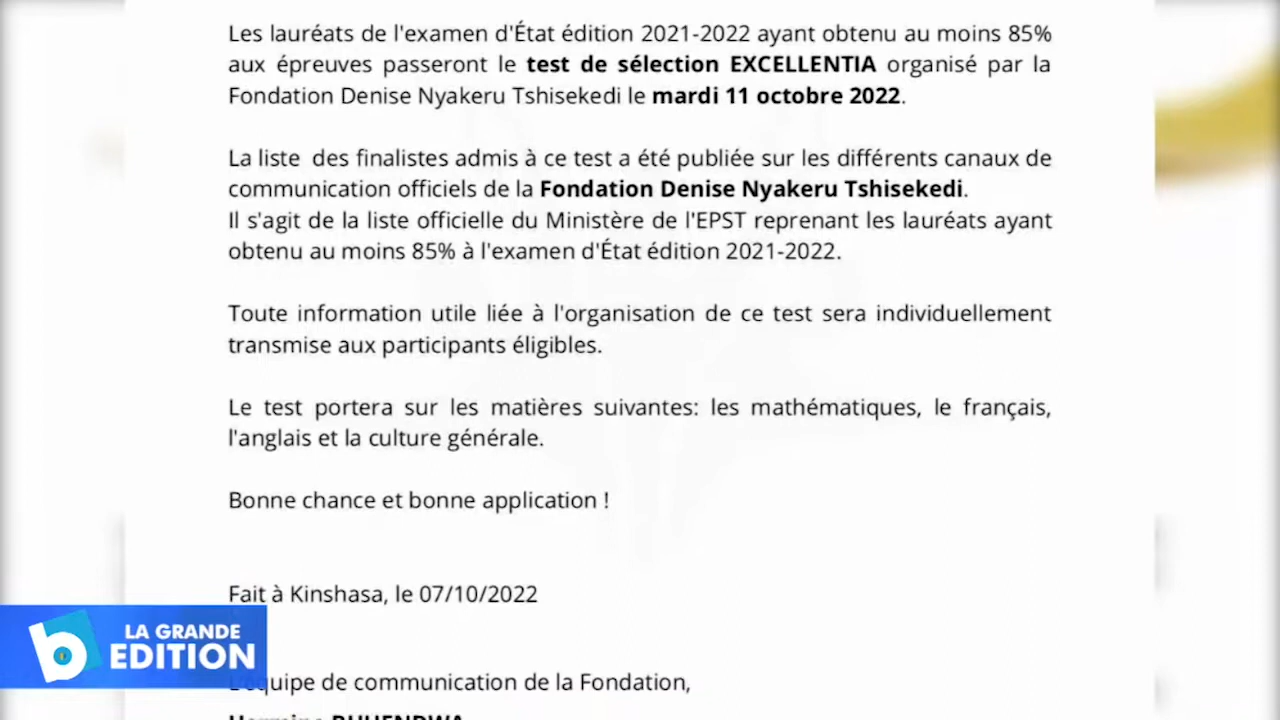 Les lauréats de l'examen d'État édition 2021-2022 ayant obtenu au moins 85%
aux épreuves passeront le test de sélection EXCELLENTIA organisé par la
Fondation Denise Nyakeru Tshisekedi le mardi 11 octobre 2022.
La liste des finalistes admis à ce test a été publiée sur les différents canaux de
communication officiels de la Fondation Denise Nyakeru Tshisekedi.
Il s'agit de la liste officielle du Ministère de l'EPST reprenant les lauréats ayant
obtenu au moins 85% à l'examen d'État édition 2021-2022.
Toute information utile liée à l'organisation de ce test sera individuellement
transmise aux participants éligibles.
Le test portera sur les matières suivantes: les mathématiques, le français,
l'anglais et la culture générale.
Bonne chance et bonne application !
Fait à Kinshasa, le 07/10/2022
b LA GRANDE
EDITION
L'équipe de communication de la Fondation,